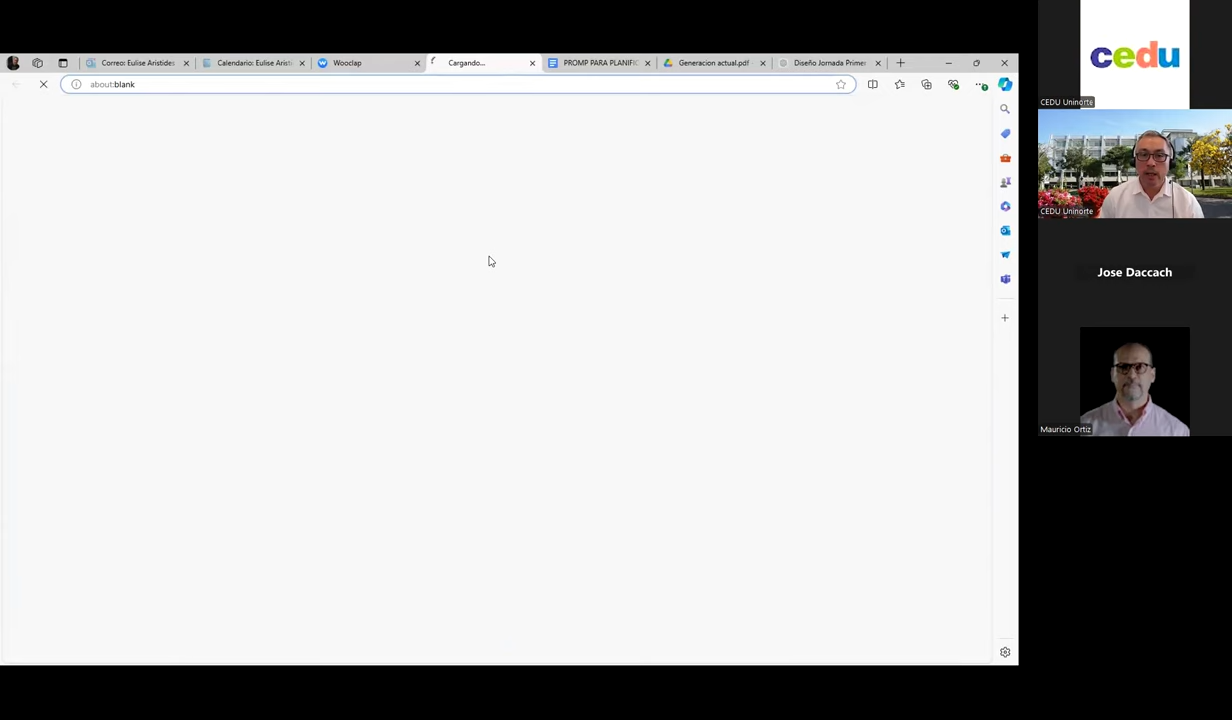 Correo: Eulise Aristides
Calendario: Eulise Arist
Wooclap
Cargando...
PROMP PARA PLANIFIC
Generacion actual.pdf -
Diseño Jornada Primer
about:blank
cedu
CEDU Uninorte
CEDU Uninorte
Jose Daccach
Mauricio Ortiz